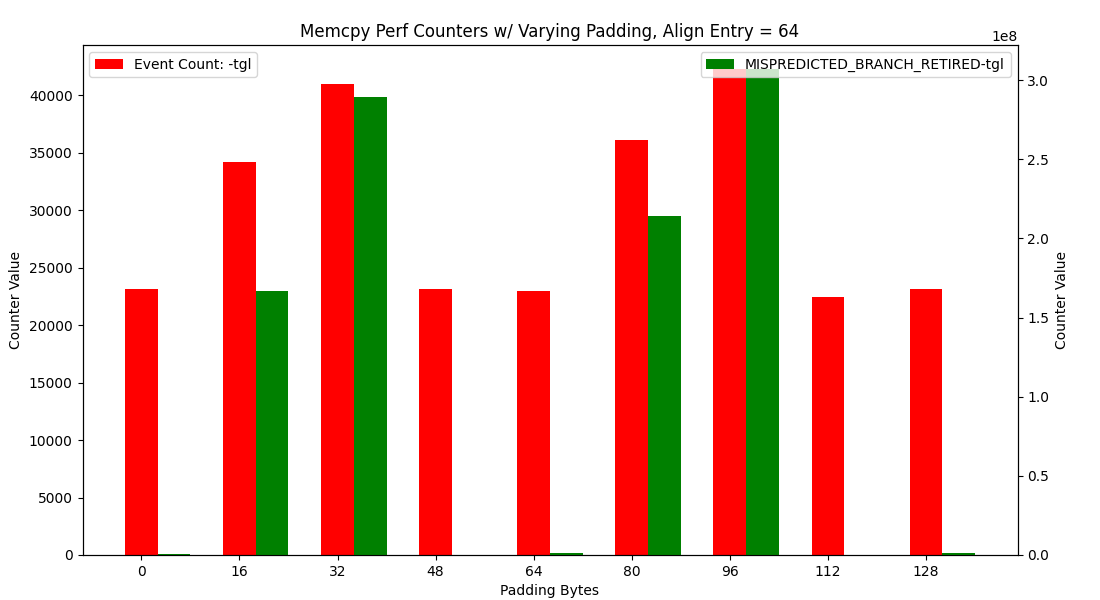 Memcpy Perf Counters w/ Varying Padding, Align Entry = 64
1e8
Event Count: -tgl
MISPREDICTED_BRANCH_RETIRED-tgl
40000
35000
30000
25000
20000
15000
10000
5000
0
Counter Value
3.0
2.5
2.0
1.5
1.0
0.5
0.0
Counter Value
0 16 32 48 64 80 96 112 128
Padding Bytes